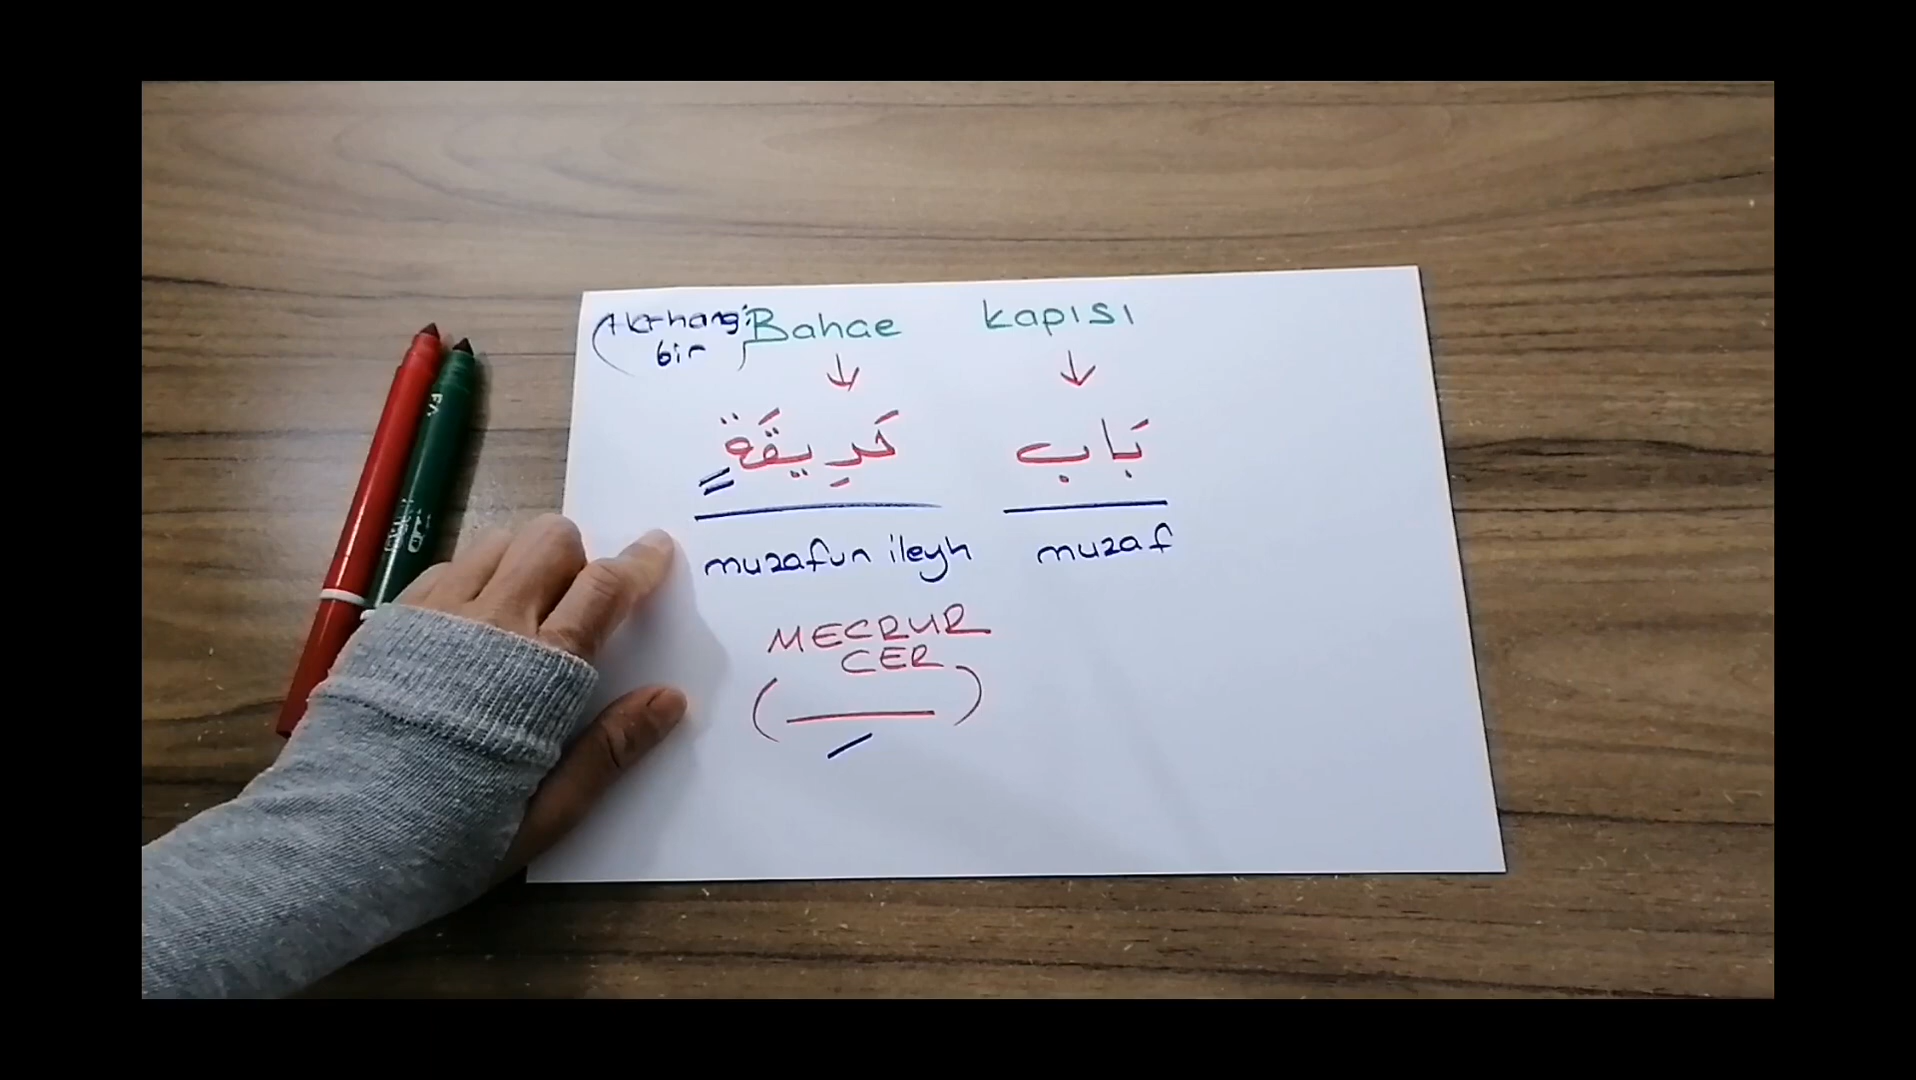 (Herhangi Bahçe kapısı
bir)
بَاب حَدِيقَةٍ
muzafun ileyh muzaf
MECRUR
CER